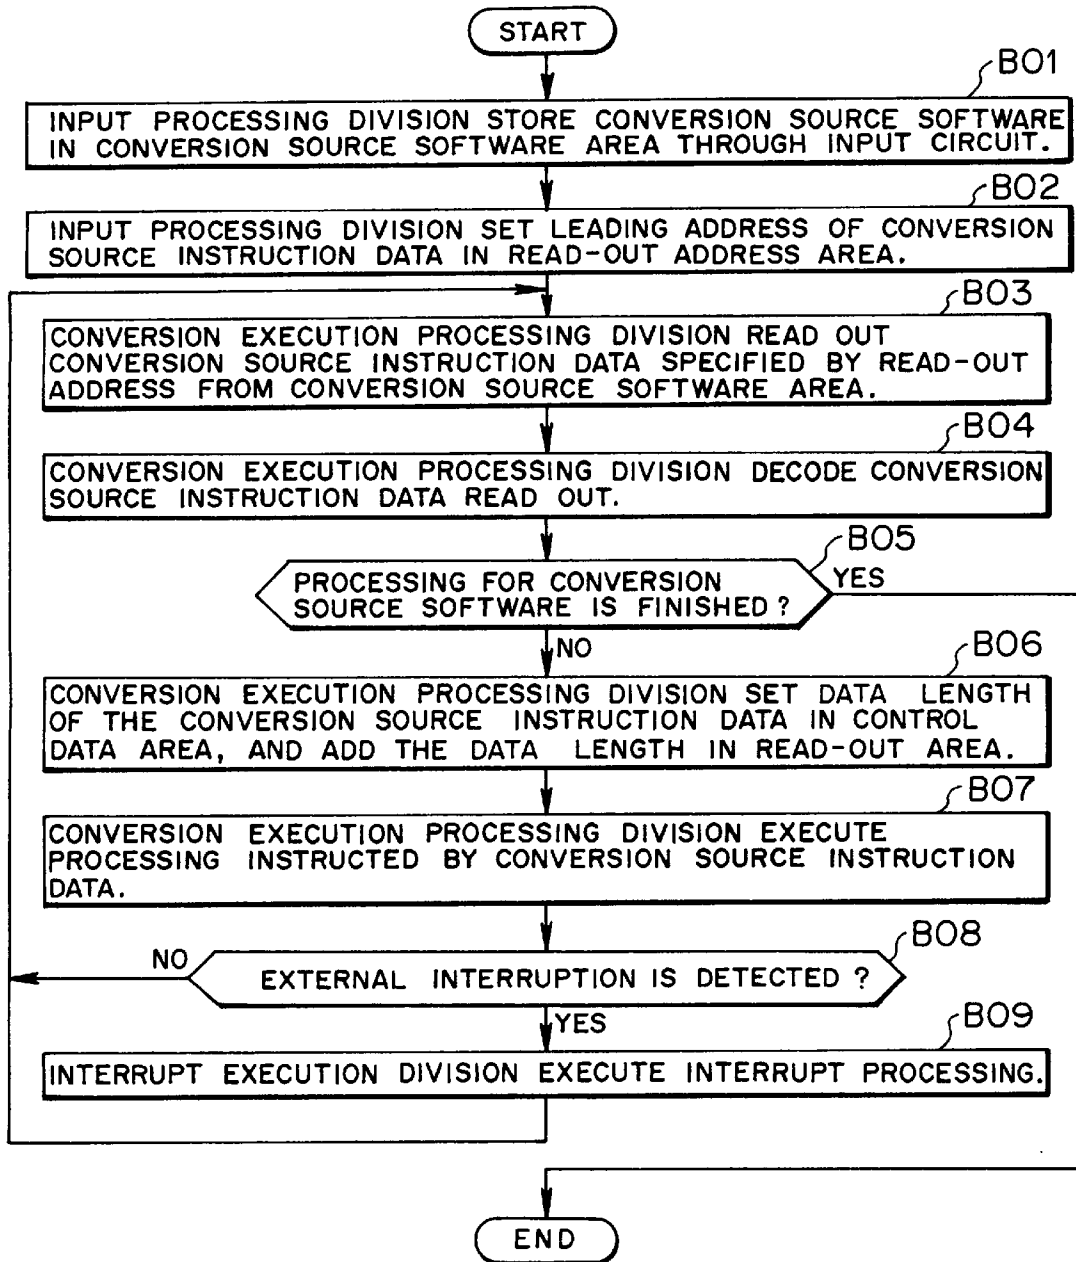 START
B01
INPUT PROCESSING DIVISION STORE CONVERSION SOURCE SOFTWARE
IN CONVERSION SOURCE SOFTWARE AREA THROUGH INPUT CIRCUIT.
B02
INPUT PROCESSING DIVISION SET LEADING ADDRESS OF CONVERSION
SOURCE INSTRUCTION DATA IN READ-OUT ADDRESS AREA.
B03
CONVERSION EXECUTION PROCESSING DIVISION READ OUT
CONVERSION SOURCE INSTRUCTION DATA SPECIFIED BY READ-OUT
ADDRESS FROM CONVERSION SOURCE SOFTWARE AREA.
B04
CONVERSION EXECUTION PROCESSING DIVISION DECODE CONVERSION
SOURCE INSTRUCTION DATA READ OUT.
B05
PROCESSING FOR CONVERSION
SOURCE SOFTWARE IS FINISHED ?
YES
NO
B06
CONVERSION EXECUTION PROCESSING DIVISION SET DATA LENGTH
OF THE CONVERSION SOURCE INSTRUCTION DATA IN CONTROL
DATA AREA, AND ADD THE DATA LENGTH IN READ-OUT AREA.
B07
CONVERSION EXECUTION PROCESSING DIVISION EXECUTE
PROCESSING INSTRUCTED BY CONVERSION SOURCE INSTRUCTION
DATA.
B08
NO
EXTERNAL INTERRUPTION IS DETECTED ?
YES
B09
INTERRUPT EXECUTION DIVISION EXECUTE INTERRUPT PROCESSING.
END